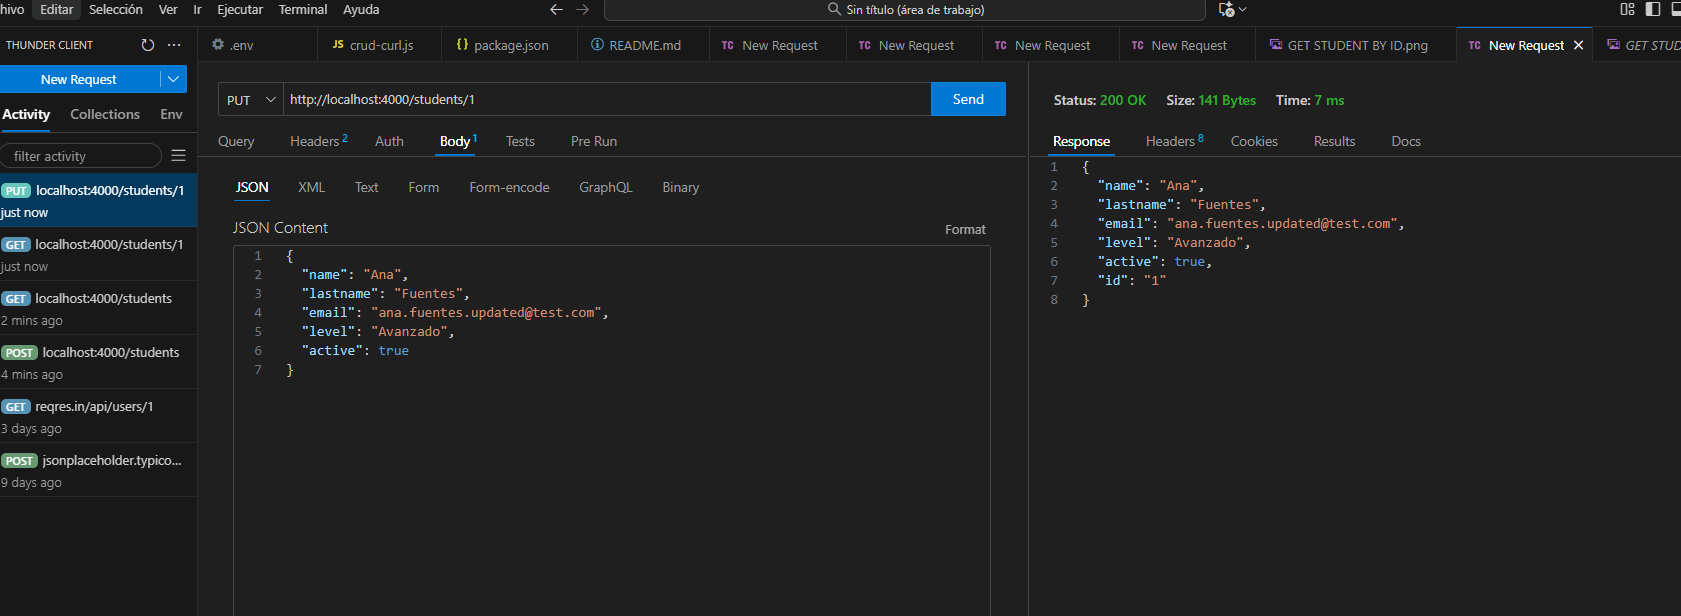 hivo Editar Selección Ver Ir Ejecutar Terminal Ayuda
Sin título (área de trabajo)
THUNDER CLIENT
.env
JS crud-curl.js
{} package.json
README.md
TC New Request
TC New Request
TC New Request
TC New Request
GET STUDENT BY ID.png
TC New Request
GET STUD
New Request
Activity Collections Env
filter activity
PUT localhost:4000/students/1
just now
GET localhost:4000/students/1
just now
GET localhost:4000/students
2 mins ago
POST localhost:4000/students
4 mins ago
GET reqres.in/api/users/1
3 days ago
POST jsonplaceholder.typico...
9 days ago
PUT
http://localhost:4000/students/1
Send
Query Headers 2 Auth Body 1 Tests Pre Run
JSON XML Text Form Form-encode GraphQL Binary
JSON Content
Format
1 {
2 "name": "Ana",
3 "lastname": "Fuentes",
4 "email": "ana.fuentes.updated@test.com",
5 "level": "Avanzado",
6 "active": true
7 }
Status: 200 OK Size: 141 Bytes Time: 7 ms
Response Headers 8 Cookies Results Docs
1 {
2 "name": "Ana",
3 "lastname": "Fuentes",
4 "email": "ana.fuentes.updated@test.com",
5 "level": "Avanzado",
6 "active": true,
7 "id": "1"
8 }